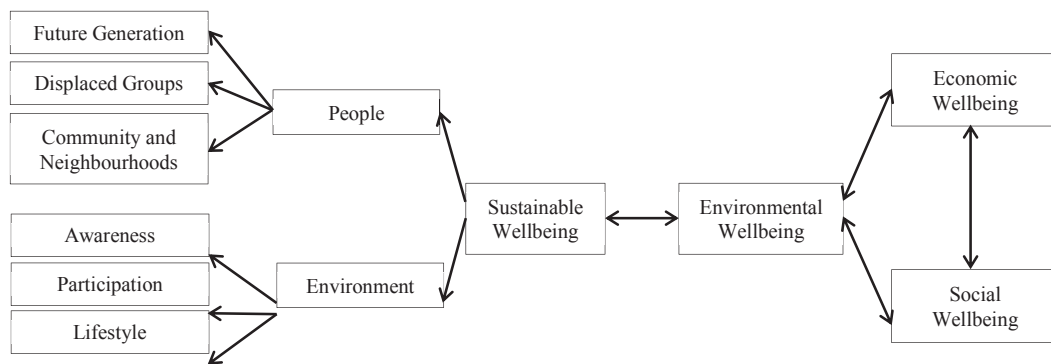 Future Generation
Displaced Groups
Community and
Neighbourhoods
People
Awareness
Participation
Lifestyle
Environment
Sustainable
Wellbeing
Environmental
Wellbeing
Economic
Wellbeing
Social
Wellbeing